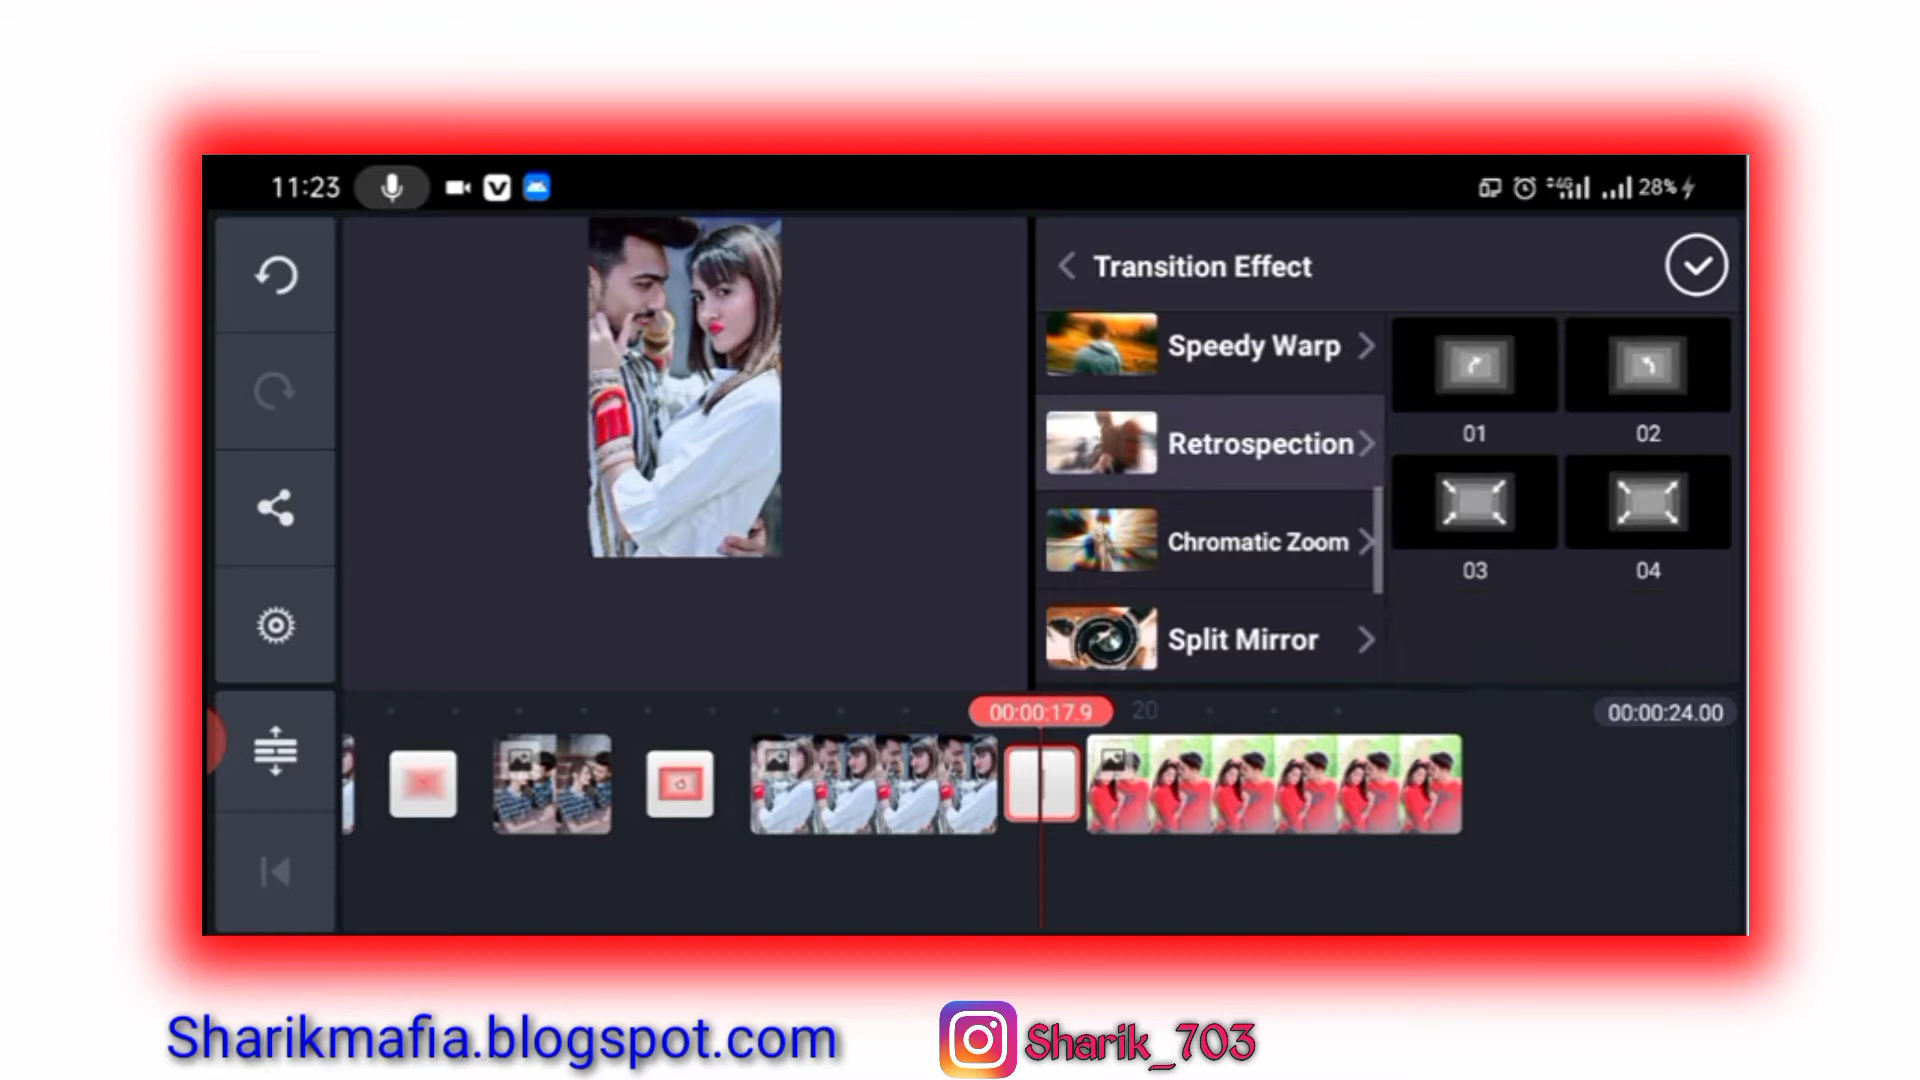 11:23
4G
28%
Transition Effect
Speedy Warp
Retrospection
Chromatic Zoom
Split Mirror
01
02
03
04
00:00:17.9
20
00:00:24.00
Sharikmafia.blogspot.com
Sharik_703